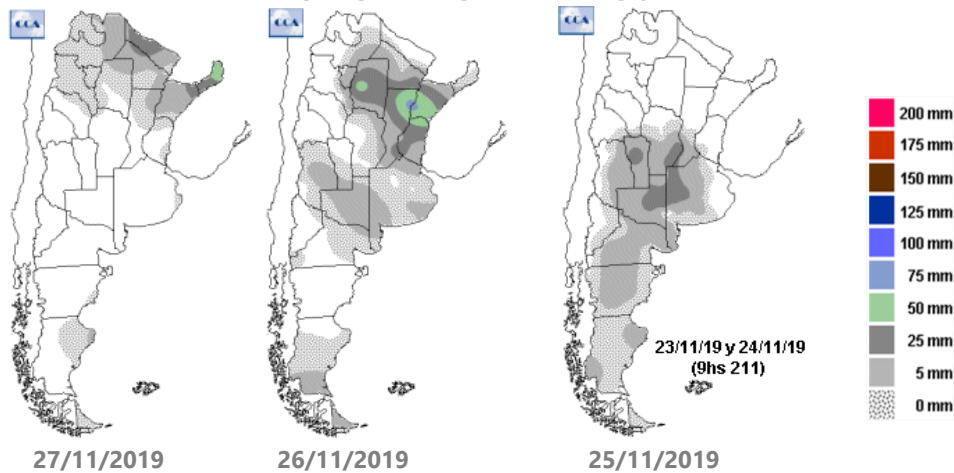 CCA
CCA
CCA
200 mm
175 mm
150 mm
125 mm
100 mm
75 mm
50 mm
25 mm
5 mm
0 mm
23/11/19 y 24/11/19
(9hs 211)
27/11/2019
26/11/2019
25/11/2019